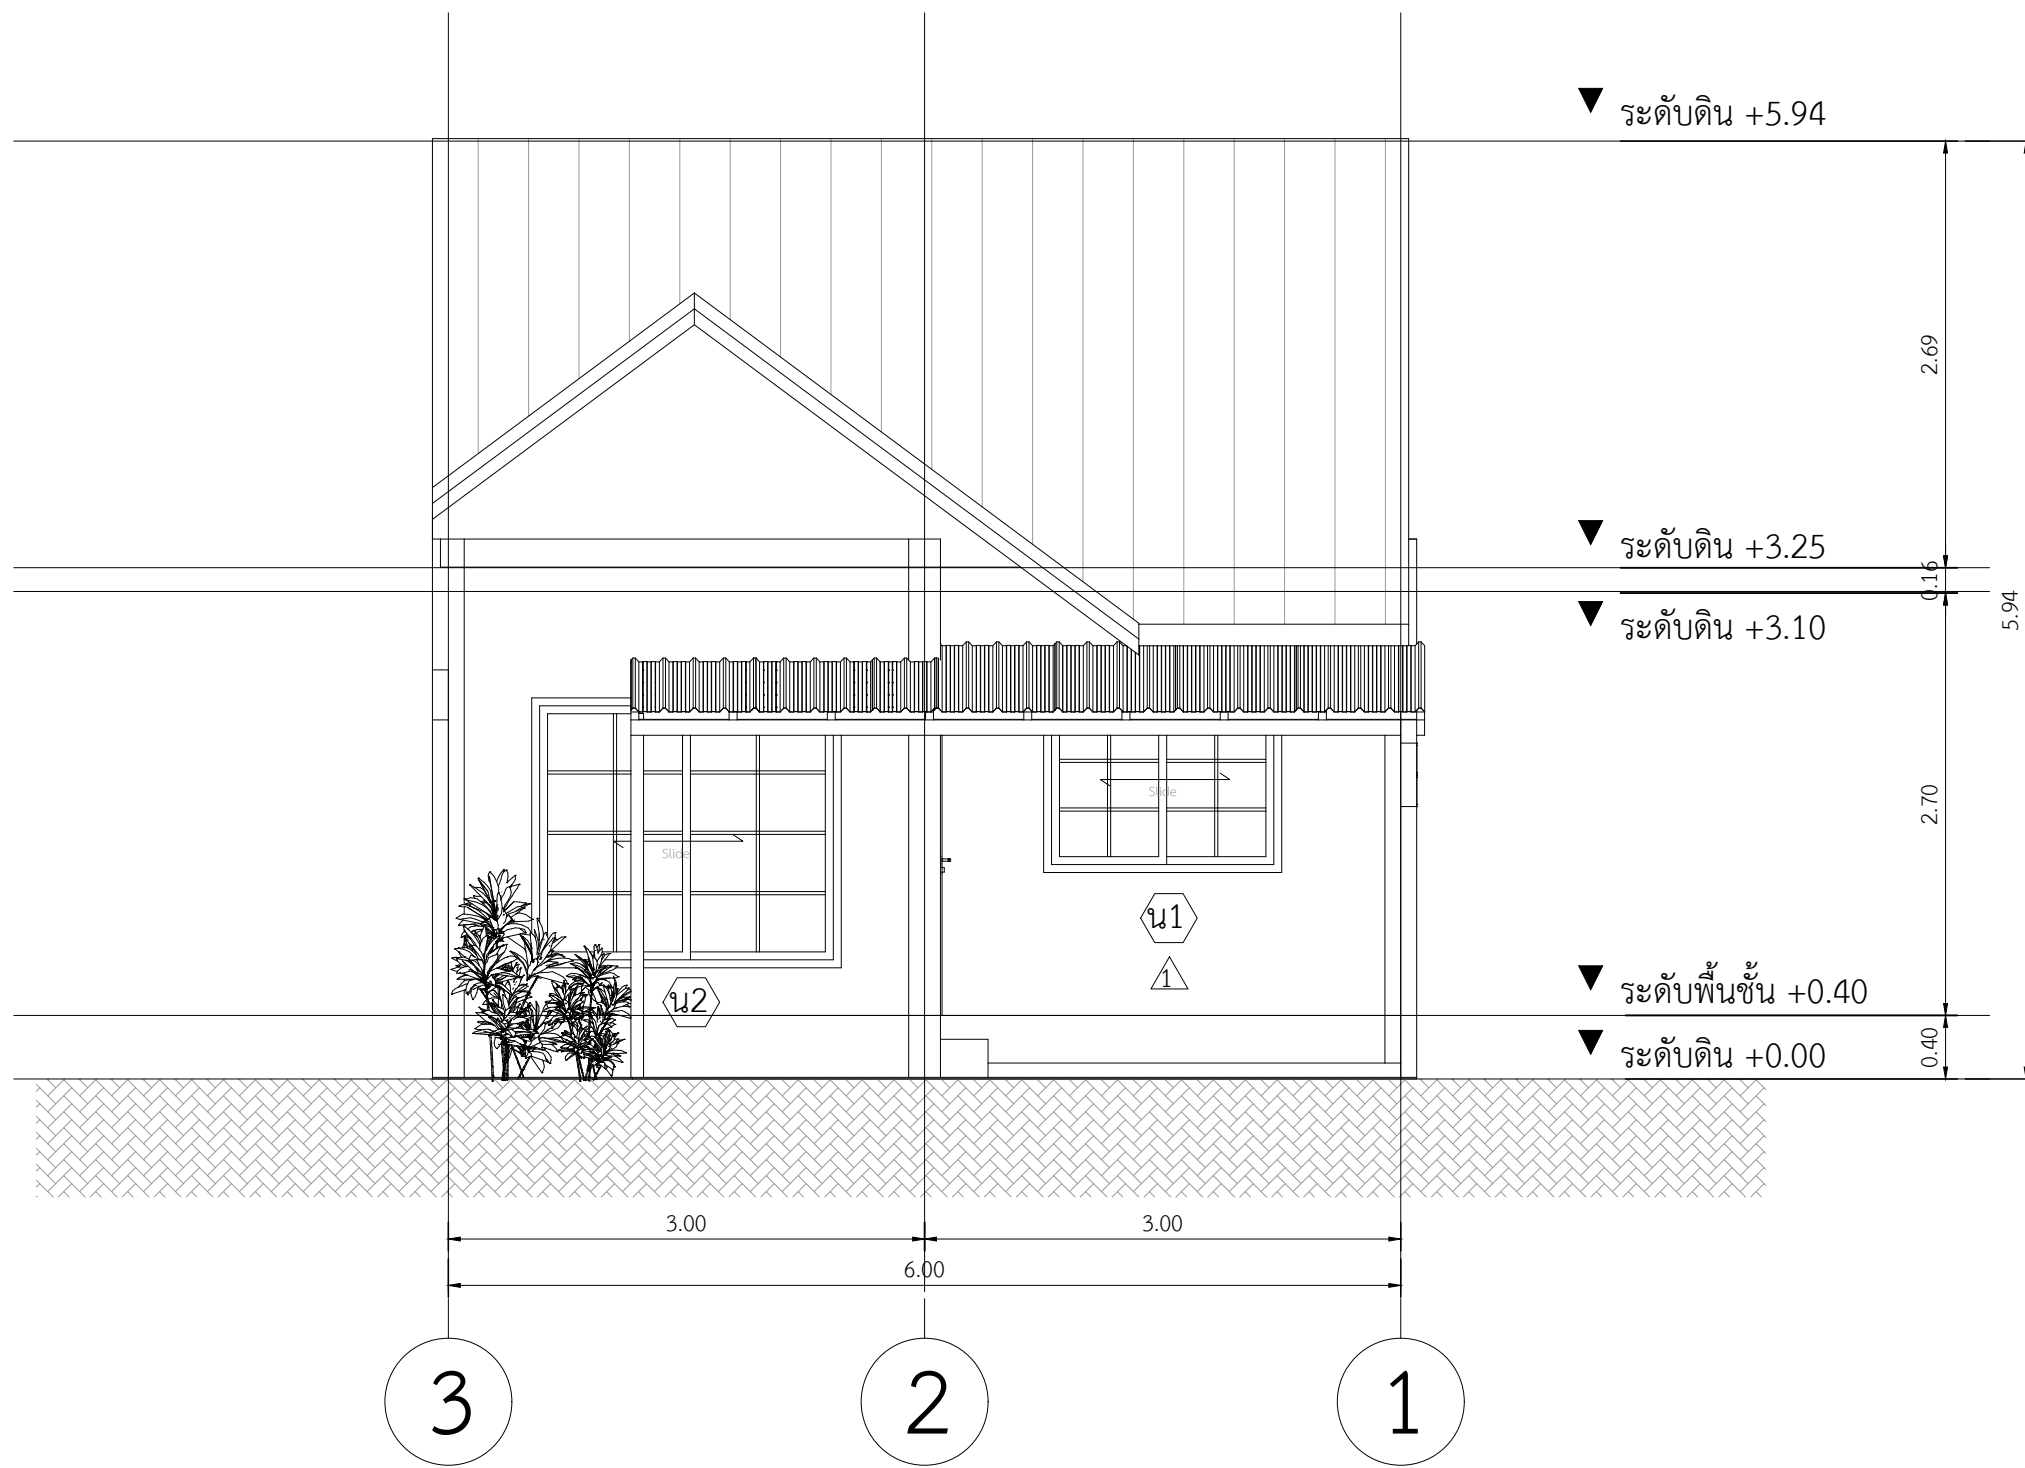 ระดับดิน +5.94
2.69
ระดับดิน +3.25
0.16
5.94
ระดับดิน +3.10
Slide
Slide
2.70
น1
1
น2
ระดับพื้นชั้น +0.40
ระดับดิน +0.00
0.40
3.00
3.00
6.00
3
2
1